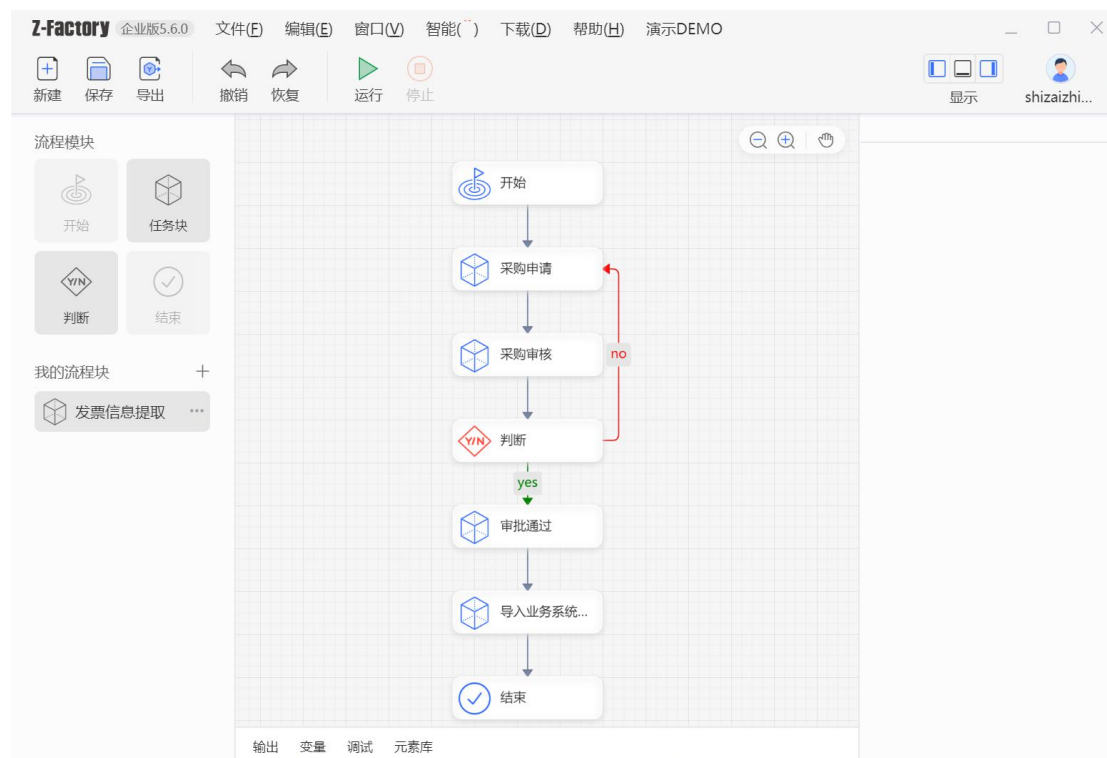 Z-Factory 企业版5.6.0 文件(F) 编辑(E) 窗口(V) 智能( ) 下载(D) 帮助(H) 演示DEMO
新建 保存 导出 撤销 恢复 运行 停止 显示 shizaizhi...
流程模块
开始 任务块
Y/N
判断 结束
我的流程块
发票信息提取 ...
开始
采购申请
采购审核
no
Y/N 判断
yes
审批通过
导入业务系统...
结束
输出 变量 调试 元素库